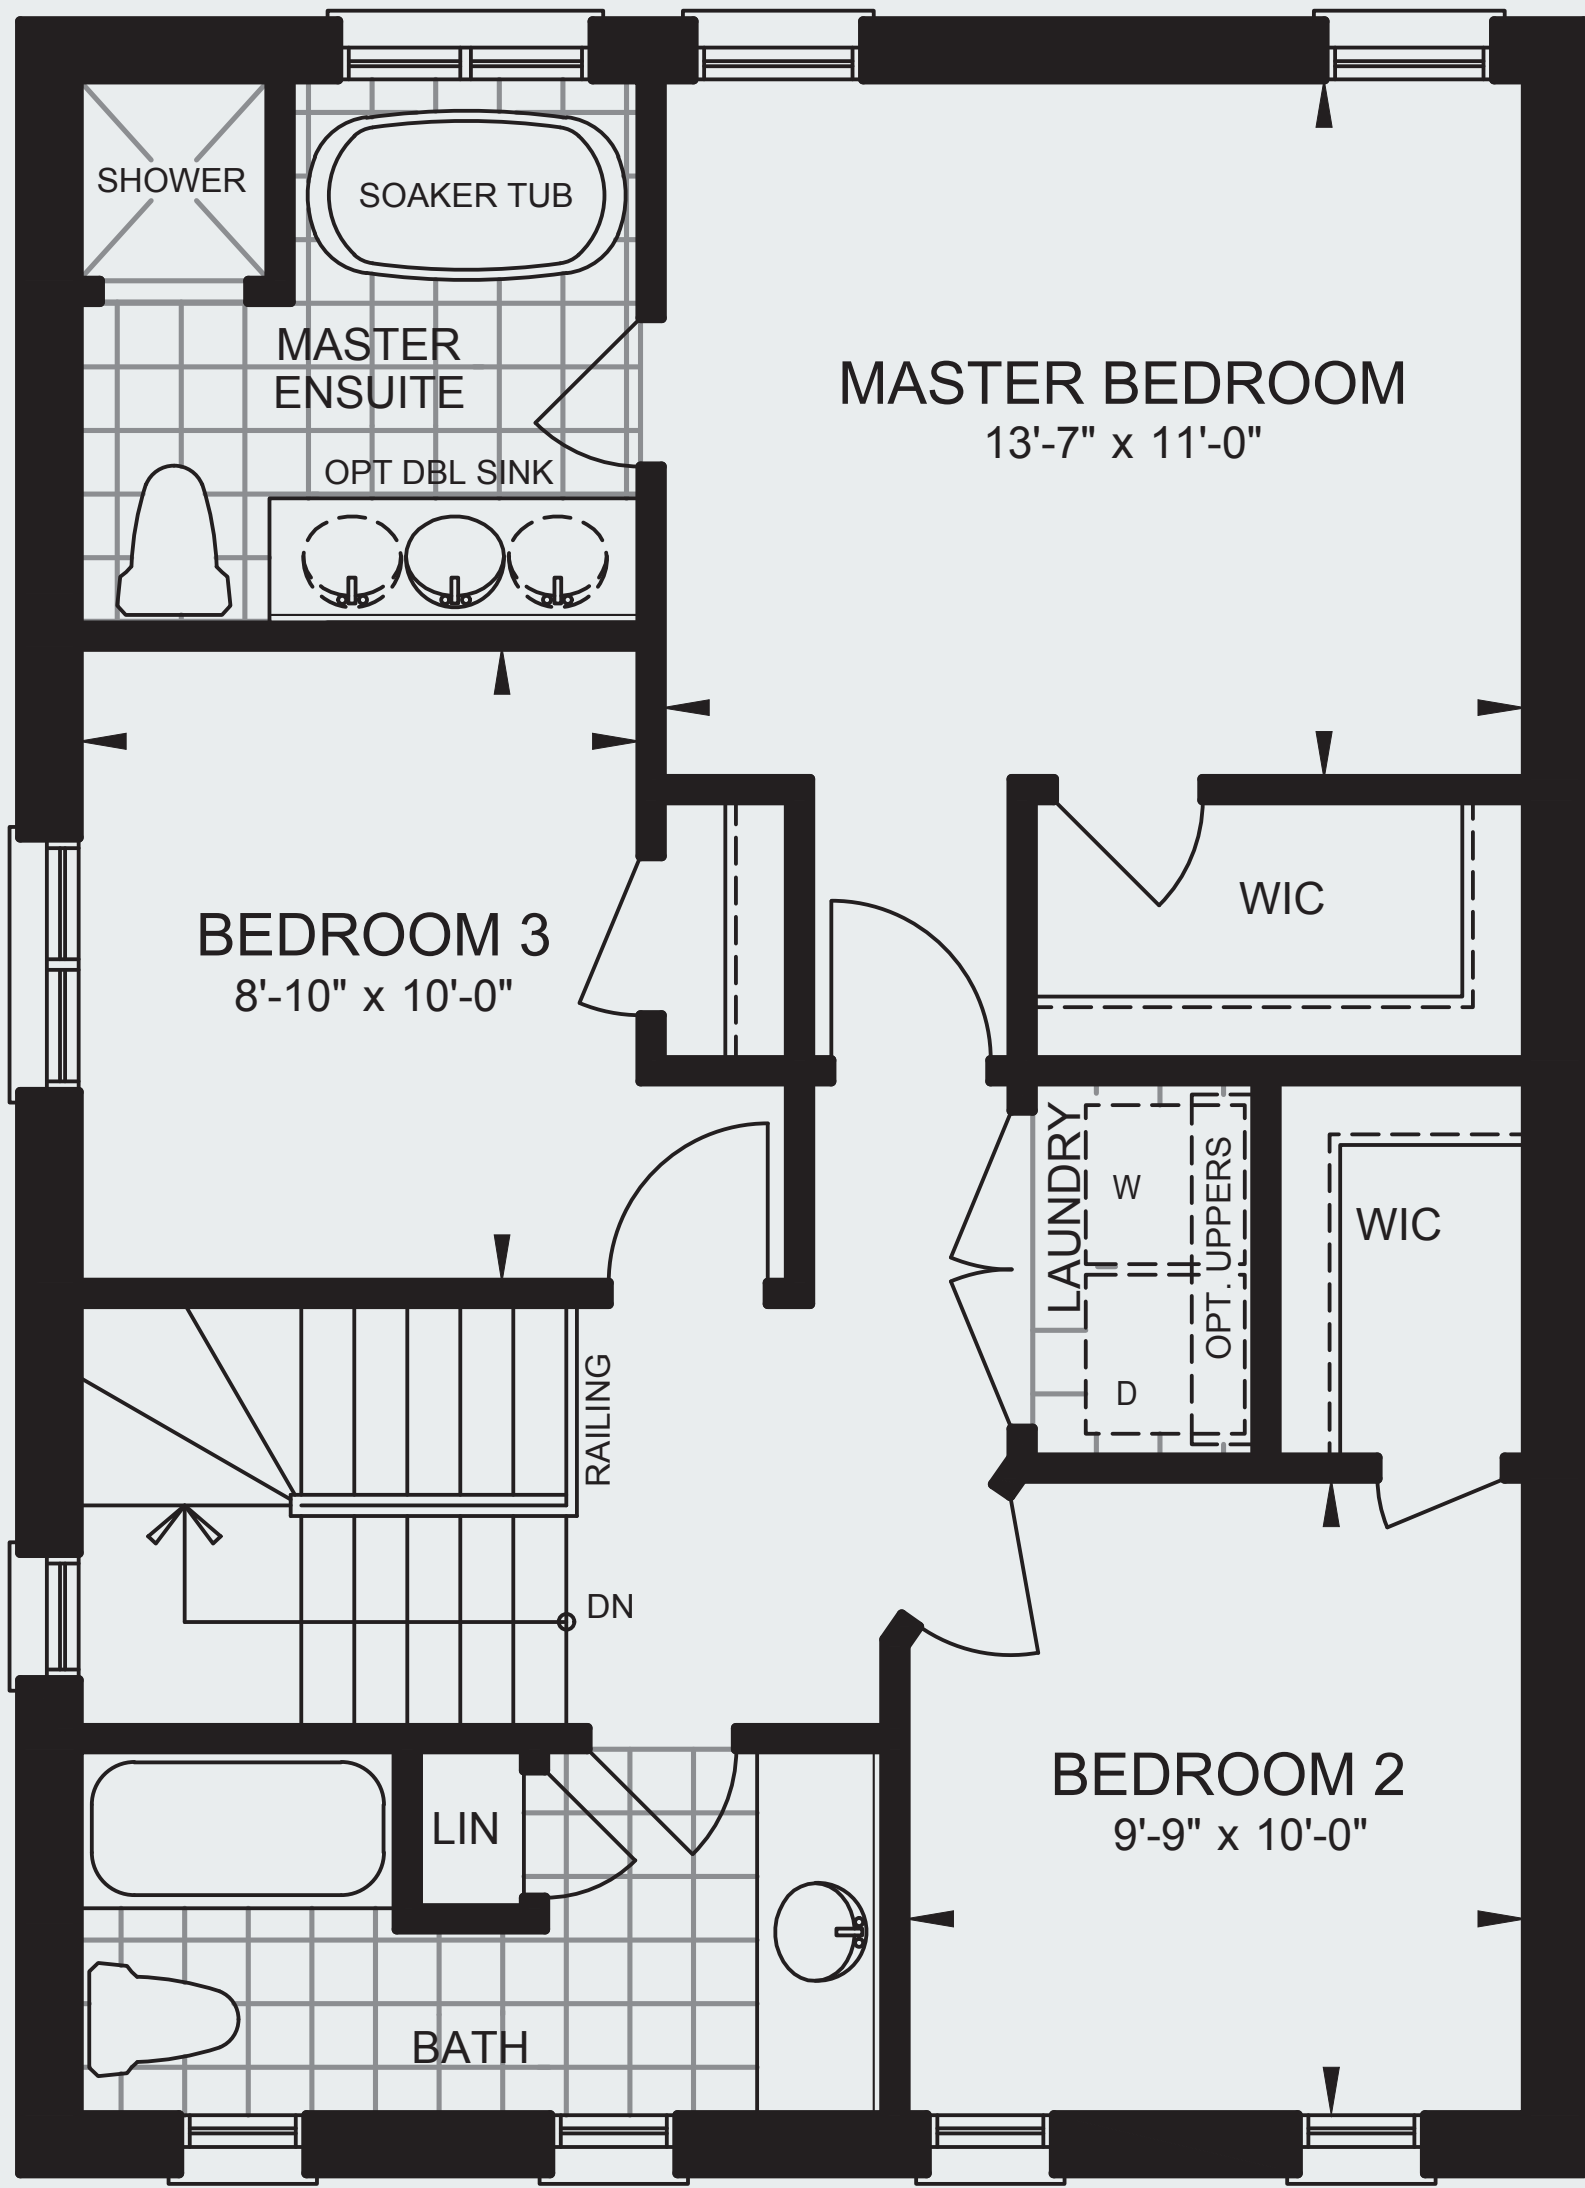 SHOWER
SOAKER TUB
MASTER
ENSUITE
OPT DBL SINK
MASTER BEDROOM
13'-7" x 11'-0"
BEDROOM 3
8'-10" x 10'-0"
WIC
LAUNDRY
W
D
OPT. UPPERS
WIC
RAILING
DN
LIN
BATH
BEDROOM 2
9'-9" x 10'-0"